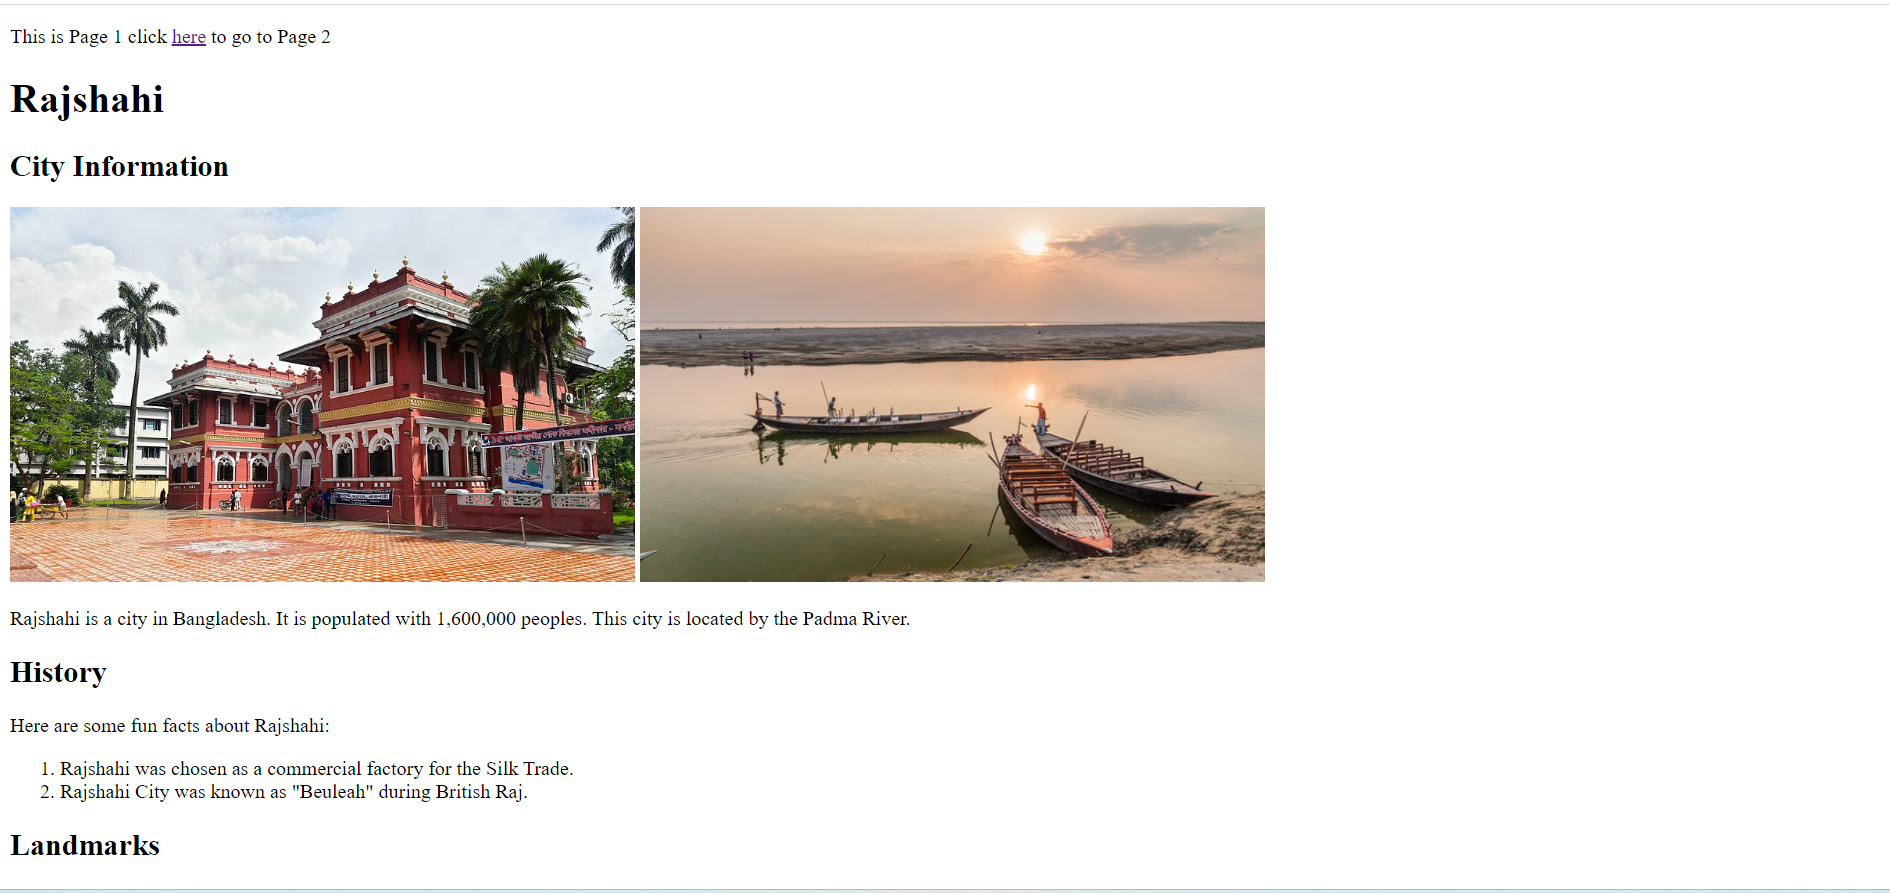 This is Page 1 click here to go to Page 2
Rajshahi
City Information
Rajshahi is a city in Bangladesh. It is populated with 1,600,000 peoples. This city is located by the Padma River.
History
Here are some fun facts about Rajshahi:
1. Rajshahi was chosen as a commercial factory for the Silk Trade.
2. Rajshahi City was known as "Beuleah" during British Raj.
Landmarks